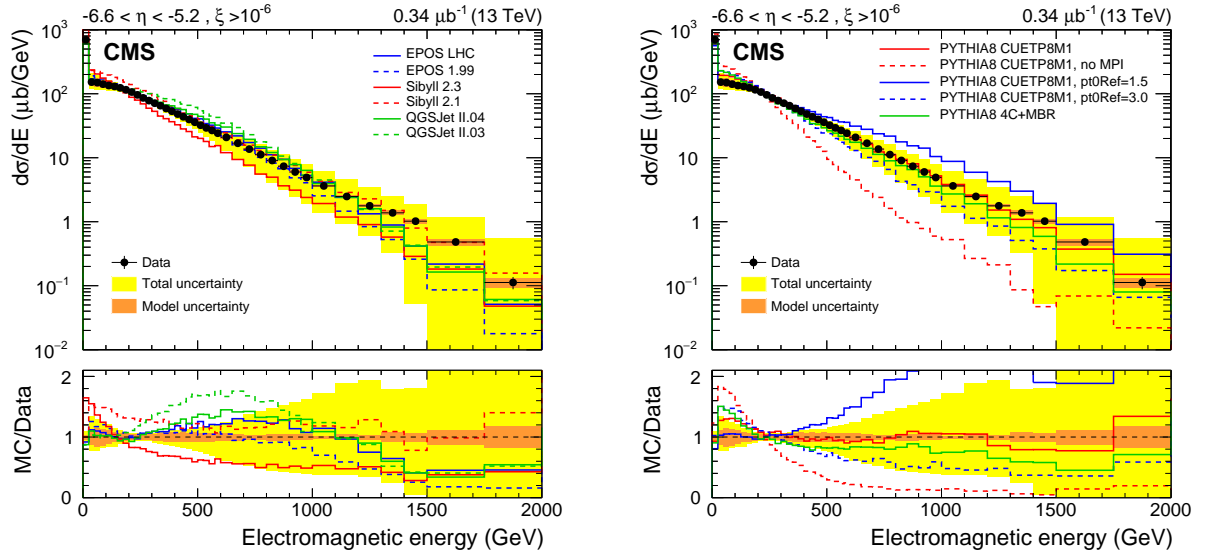 -6.6 < η < -5.2 , ξ >10⁻⁶ 0.34 μb⁻¹ (13 TeV)
CMS
EPOS LHC
EPOS 1.99
Sibyll 2.3
Sibyll 2.1
QGSJet II.04
QGSJet II.03
Data
Total uncertainty
Model uncertainty
dσ/dE (μb/GeV)
10³
10²
10
1
10⁻¹
10⁻²
MC/Data
2
1
0
0 500 1000 1500 2000
Electromagnetic energy (GeV)
-6.6 < η < -5.2 , ξ >10⁻⁶ 0.34 μb⁻¹ (13 TeV)
CMS
PYTHIA8 CUETP8M1
PYTHIA8 CUETP8M1, no MPI
PYTHIA8 CUETP8M1, pt0Ref=1.5
PYTHIA8 CUETP8M1, pt0Ref=3.0
PYTHIA8 4C+MBR
Data
Total uncertainty
Model uncertainty
dσ/dE (μb/GeV)
10³
10²
10
1
10⁻¹
10⁻²
MC/Data
2
1
0
0 500 1000 1500 2000
Electromagnetic energy (GeV)